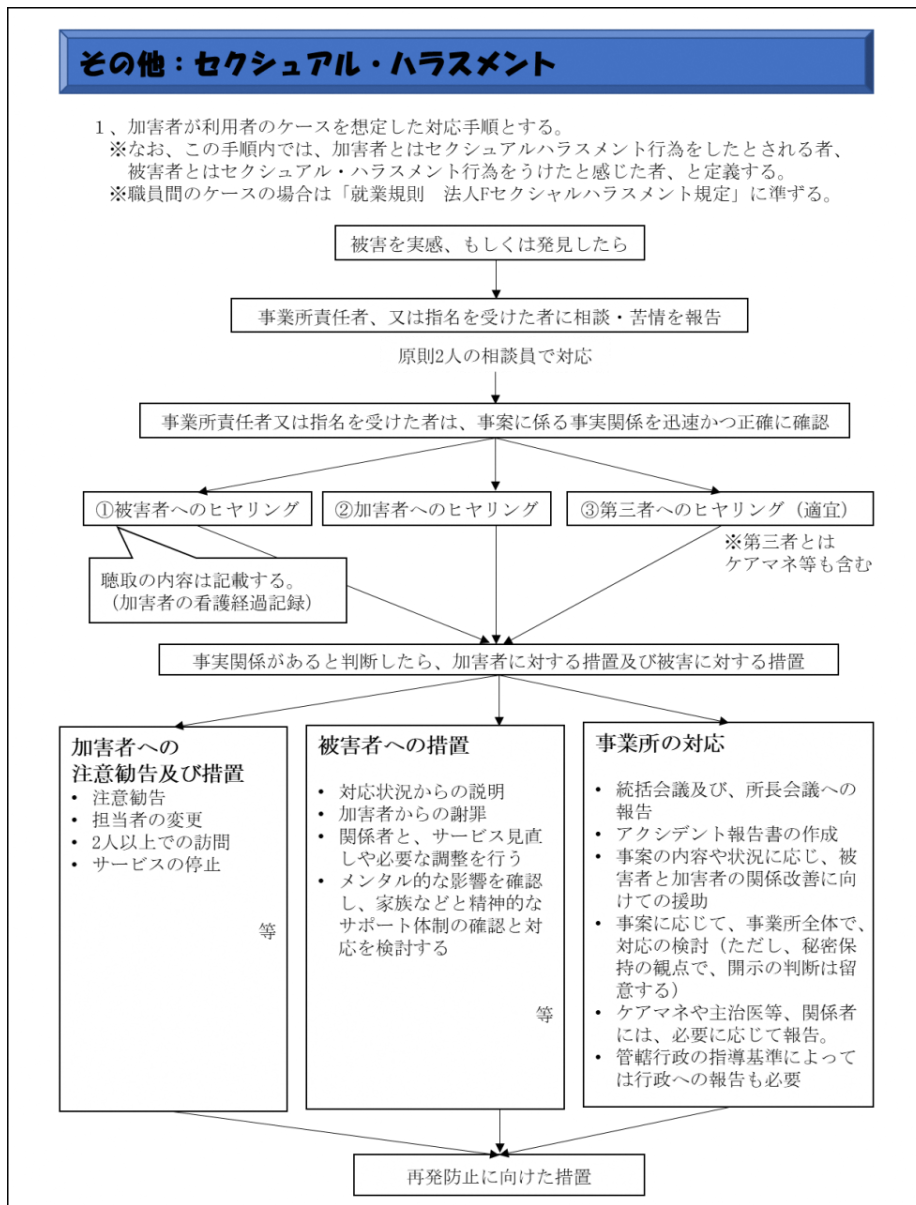 その他：セクシュアル・ハラスメント
１、加害者が利用者のケースを想定した対応手順とする。
※なお、この手順内では、加害者とはセクシュアルハラスメント行為をしたとされる者、
被害者とはセクシュアル・ハラスメント行為をうけたと感じた者、と定義する。
※職員間のケースの場合は「就業規則　法人Fセクシャルハラスメント規定」に準ずる。
被害を実感、もしくは発見したら
事業所責任者、又は指名を受けた者に相談・苦情を報告
原則2人の相談員で対応
事業所責任者又は指名を受けた者は、事案に係る事実関係を迅速かつ正確に確認
①被害者へのヒヤリング
②加害者へのヒヤリング
③第三者へのヒヤリング（適宜）
※第三者とは
ケアマネ等も含む
聴取の内容は記載する。
（加害者の看護経過記録）
事実関係があると判断したら、加害者に対する措置及び被害に対する措置
加害者への
注意勧告及び措置
• 注意勧告
• 担当者の変更
• 2人以上での訪問
• サービスの停止
等
被害者への措置
• 対応状況からの説明
• 加害者からの謝罪
• 関係者と、サービス見直
しや必要な調整を行う
• メンタル的な影響を確認
し、家族などと精神的な
サポート体制の確認と対
応を検討する
等
事業所の対応
• 統括会議及び、所長会議への
報告
• アクシデント報告書の作成
• 事案の内容や状況に応じ、被
害者と加害者の関係改善に向
けての援助
• 事案に応じて、事業所全体で、
対応の検討（ただし、秘密保
持の観点で、開示の判断は留
意する）
• ケアマネや主治医等、関係者
には、必要に応じて報告。
• 管轄行政の指導基準によって
は行政への報告も必要
再発防止に向けた措置